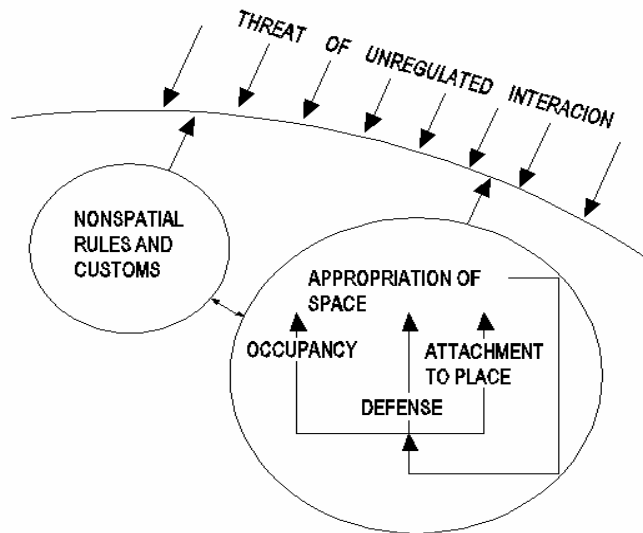 THREAT OF UNREGULATED INTERACION
NONSPATIAL
RULES AND
CUSTOMS
APPROPRIATION OF
SPACE
OCCUPANCY
ATTACHMENT
TO PLACE
DEFENSE